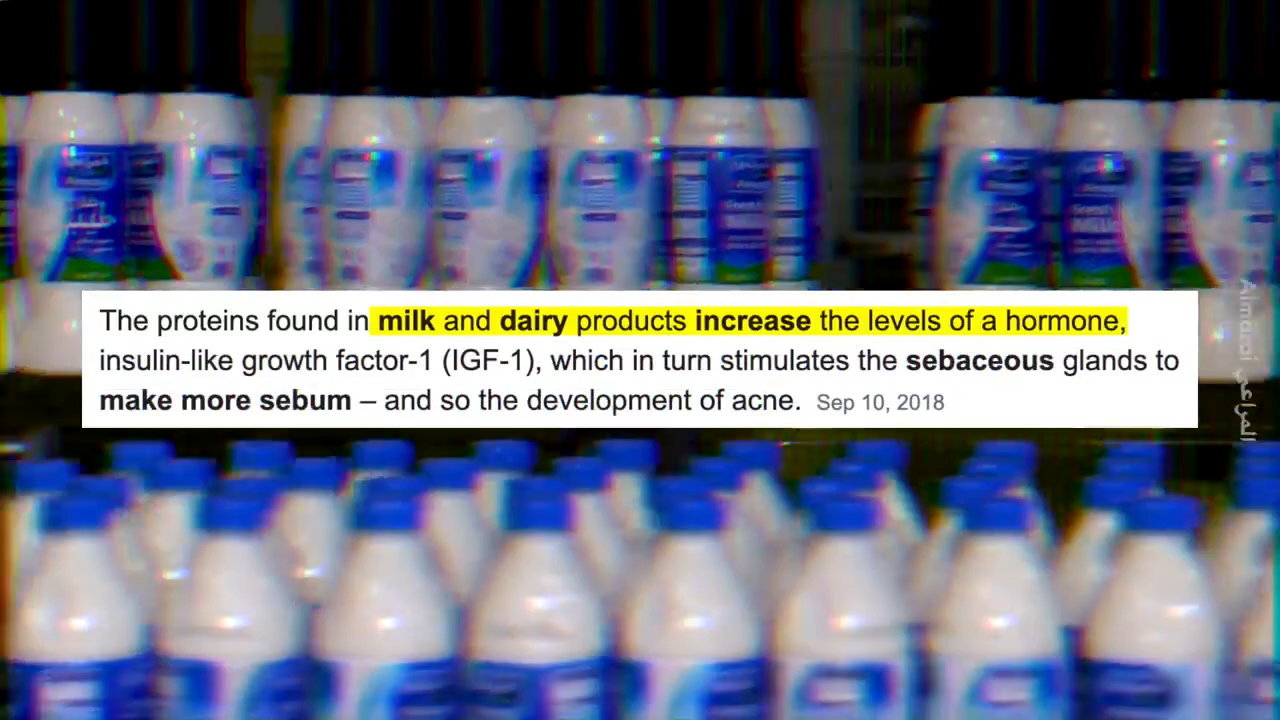 The proteins found in milk and dairy products increase the levels of a hormone,
insulin-like growth factor-1 (IGF-1), which in turn stimulates the sebaceous glands to
make more sebum – and so the development of acne. Sep 10, 2018
Almarai المراعي